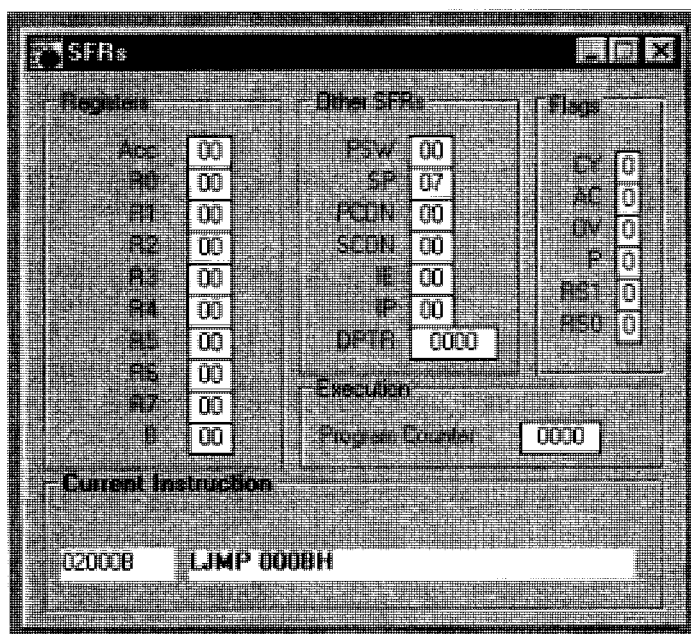 SFRs
Registers
Acc 00
R0 00
R1 00
R2 00
R3 00
R4 00
R5 00
R6 00
R7 00
B 00
Other SFRs
PSW 00
SP 07
PCON 00
SCON 00
IE 00
IP 00
DPTR 0000
Flags
CY 0
AC 0
OV 0
P 0
RS1 0
RS0 0
Execution
Program Counter 0000
Current Instruction
02000B LJMP 000BH